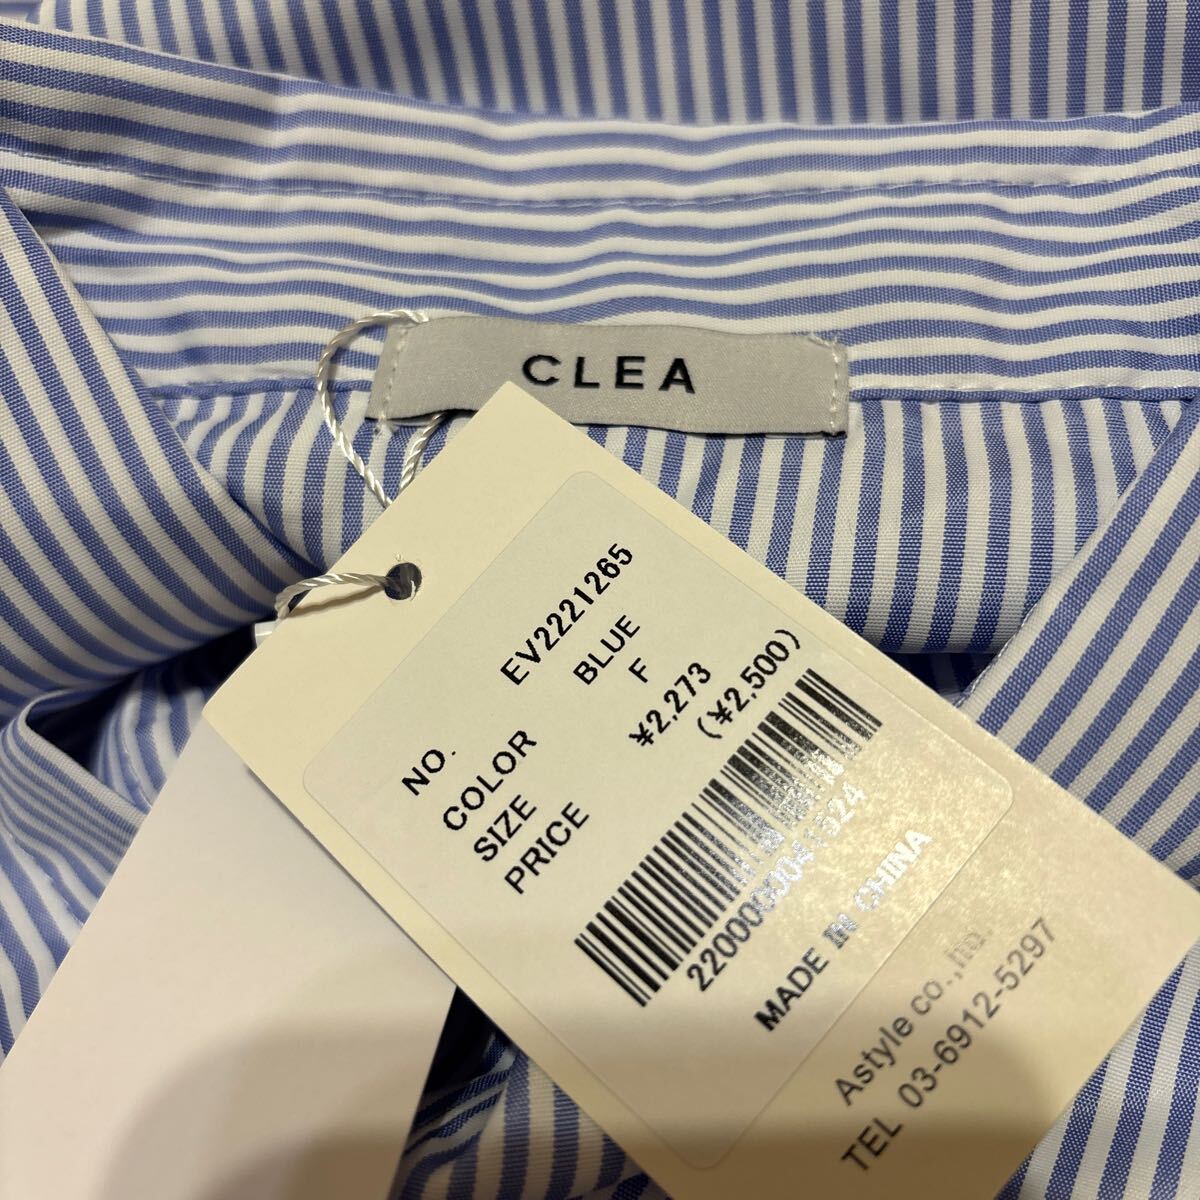 CLEA
NO. EV2221265
COLOR BLUE
SIZE F
PRICE ¥2,273
(¥2,500)
MADE IN CHINA
Astyle co.,ltd.
TEL 03-6912-5297